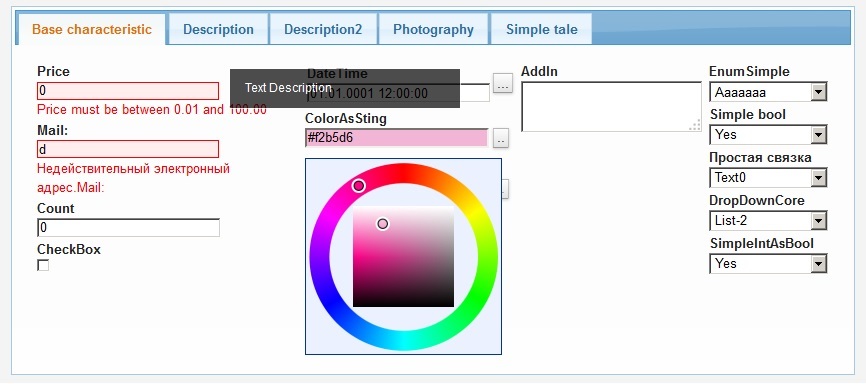 Base characteristic
Description
Description2
Photography
Simple tale
Price
0
Price must be between 0.01 and 100.00
Mail:
d
Недействительный электронный
адрес.Mail:
Count
0
CheckBox
DateTime
Text Description
01.01.0001 12:00:00
...
ColorAsSting
#f2b5d6
..
AddIn
EnumSimple
Aaaaaaa
Simple bool
Yes
Простая связка
Text0
DropDownCore
List-2
SimpleIntAsBool
Yes